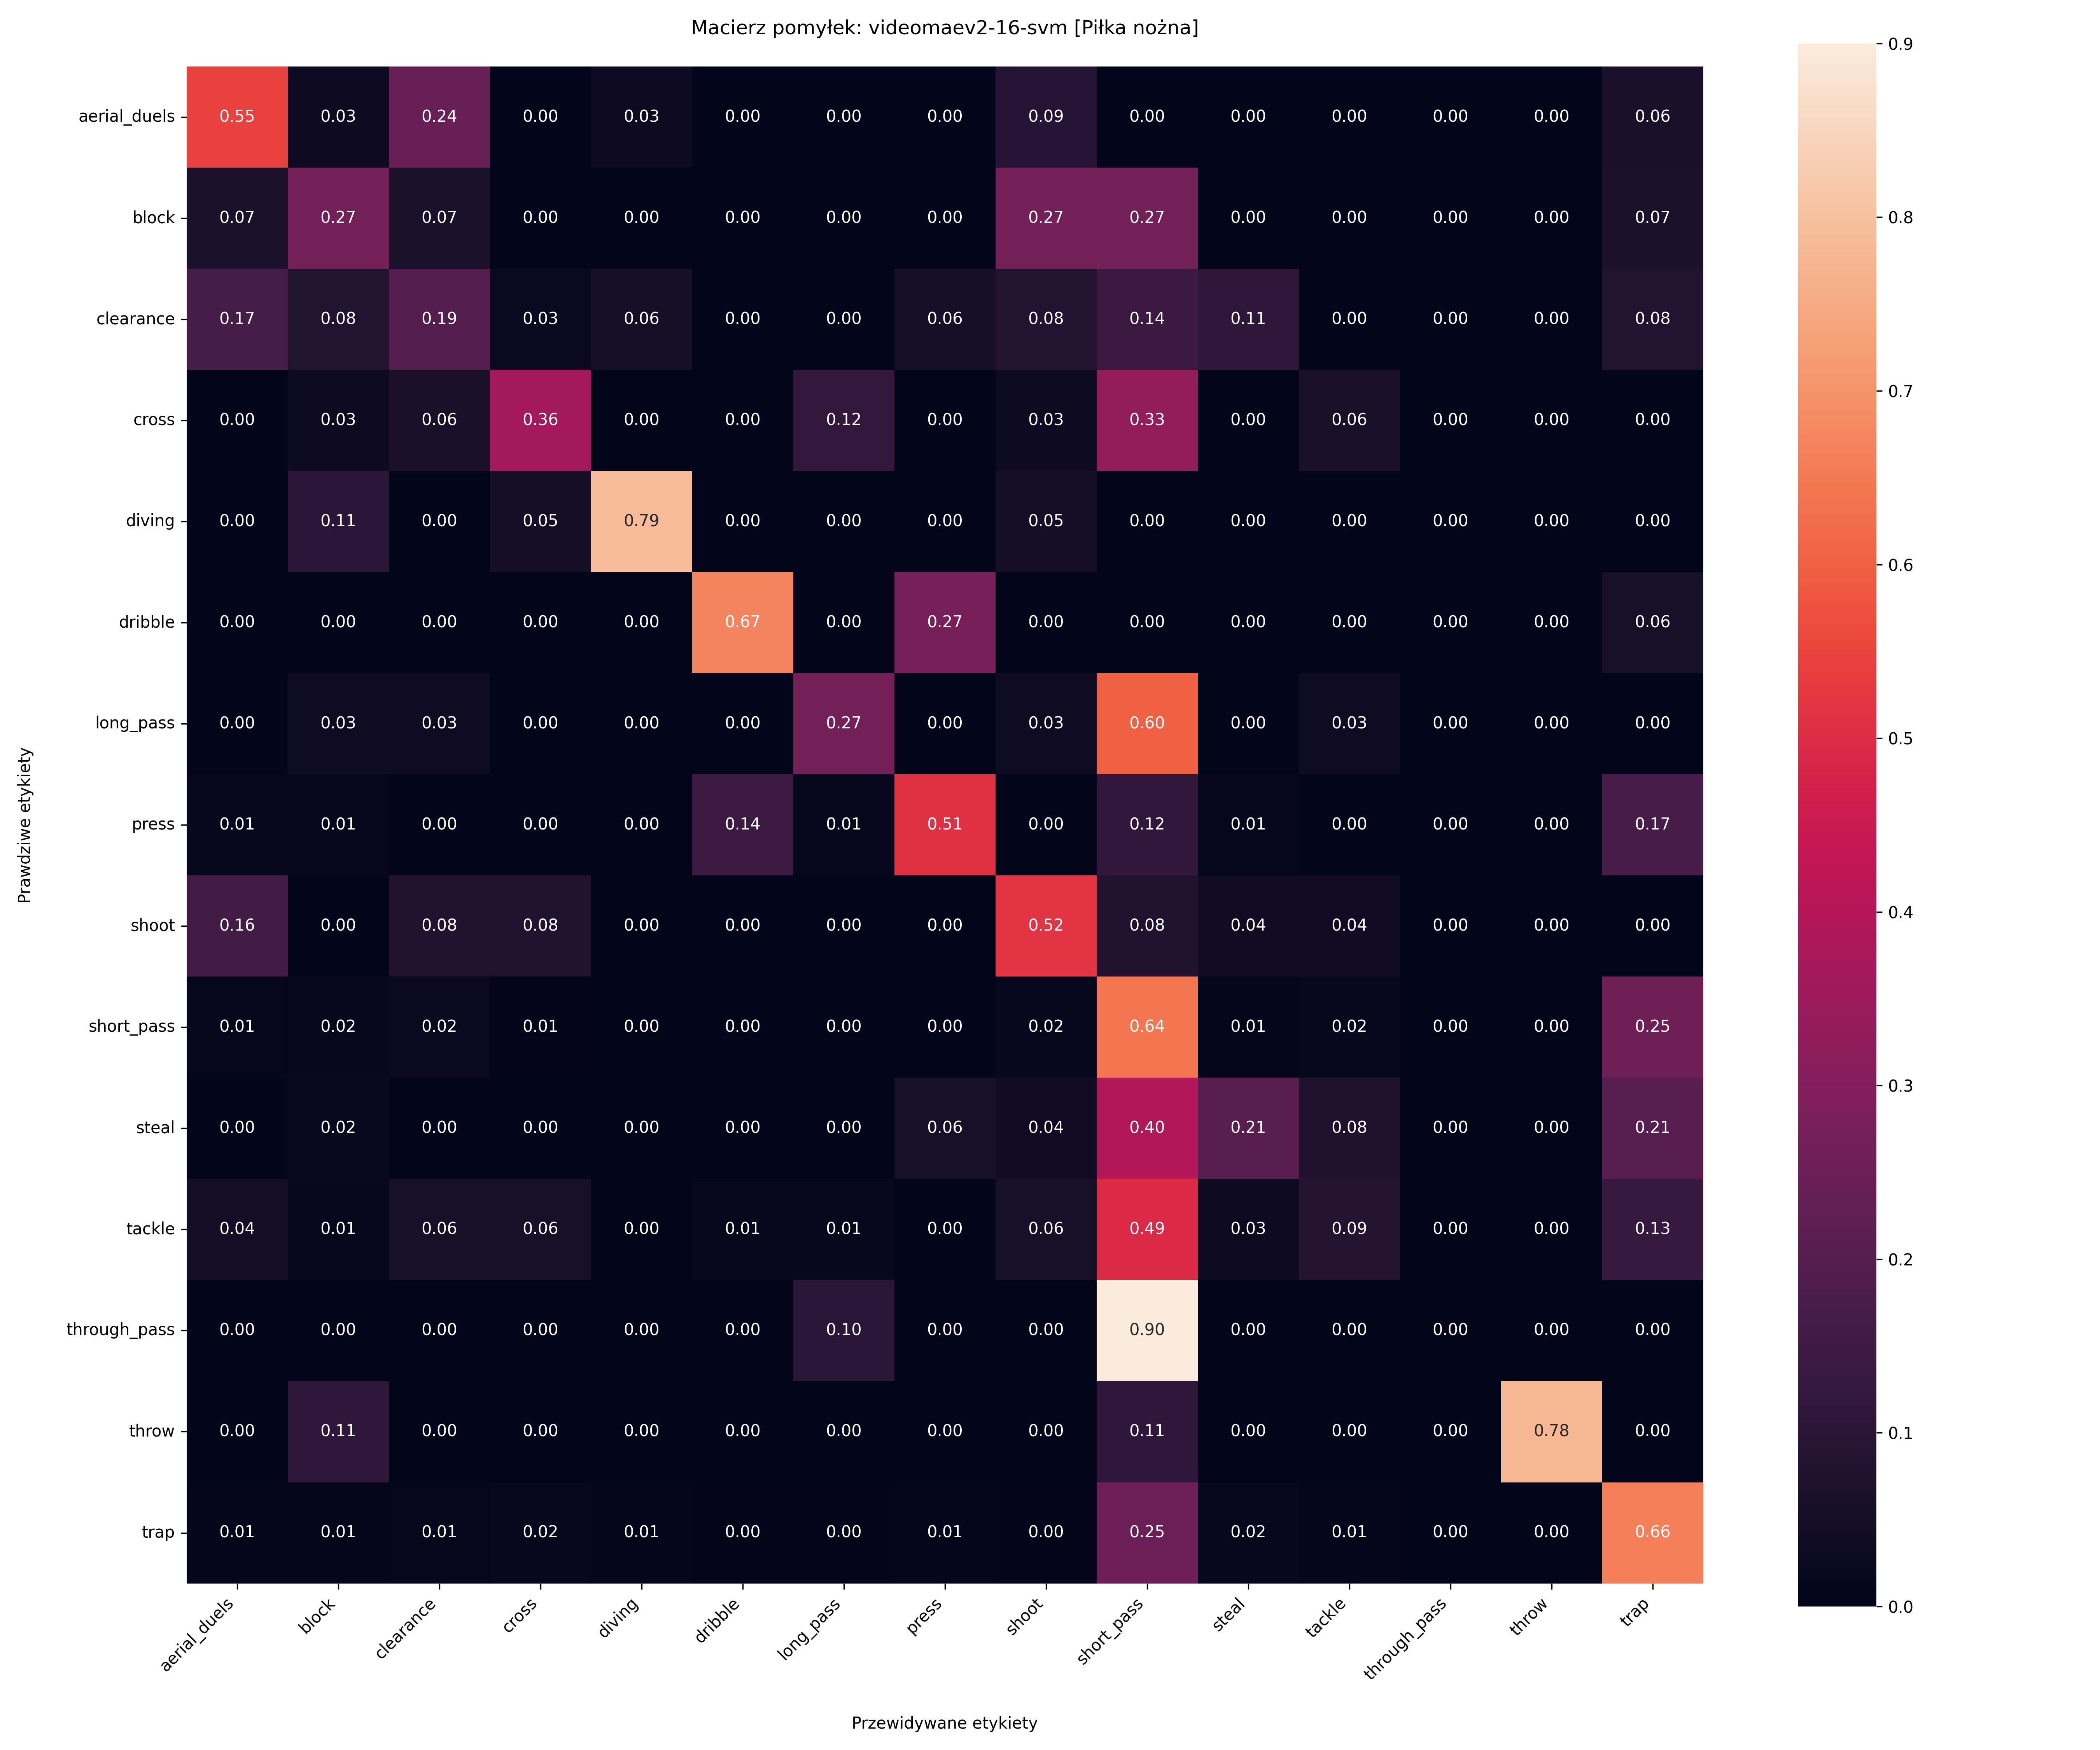 Macierz pomyłek: videomaev2-16-svm [Piłka nożna]
aerial_duels 0.55 0.03 0.24 0.00 0.03 0.00 0.00 0.00 0.09 0.00 0.00 0.00 0.00 0.00 0.06
block 0.07 0.27 0.07 0.00 0.00 0.00 0.00 0.00 0.27 0.27 0.00 0.00 0.00 0.00 0.07
clearance 0.17 0.08 0.19 0.03 0.06 0.00 0.00 0.06 0.08 0.14 0.11 0.00 0.00 0.00 0.08
cross 0.00 0.03 0.06 0.36 0.00 0.00 0.12 0.00 0.03 0.33 0.00 0.06 0.00 0.00 0.00
diving 0.00 0.11 0.00 0.05 0.79 0.00 0.00 0.00 0.05 0.00 0.00 0.00 0.00 0.00 0.00
dribble 0.00 0.00 0.00 0.00 0.00 0.67 0.00 0.27 0.00 0.00 0.00 0.00 0.00 0.00 0.06
long_pass 0.00 0.03 0.03 0.00 0.00 0.00 0.27 0.00 0.03 0.60 0.00 0.03 0.00 0.00 0.00
press 0.01 0.01 0.00 0.00 0.00 0.14 0.01 0.51 0.00 0.12 0.01 0.00 0.00 0.00 0.17
shoot 0.16 0.00 0.08 0.08 0.00 0.00 0.00 0.00 0.52 0.08 0.04 0.04 0.00 0.00 0.00
short_pass 0.01 0.02 0.02 0.01 0.00 0.00 0.00 0.00 0.02 0.64 0.01 0.02 0.00 0.00 0.25
steal 0.00 0.02 0.00 0.00 0.00 0.00 0.00 0.06 0.04 0.40 0.21 0.08 0.00 0.00 0.21
tackle 0.04 0.01 0.06 0.06 0.00 0.01 0.01 0.00 0.06 0.49 0.03 0.09 0.00 0.00 0.13
through_pass 0.00 0.00 0.00 0.00 0.00 0.00 0.10 0.00 0.00 0.90 0.00 0.00 0.00 0.00 0.00
throw 0.00 0.11 0.00 0.00 0.00 0.00 0.00 0.00 0.00 0.11 0.00 0.00 0.00 0.78 0.00
trap 0.01 0.01 0.01 0.02 0.01 0.00 0.00 0.01 0.00 0.25 0.02 0.01 0.00 0.00 0.66
aerial_duels block clearance cross diving dribble long_pass press shoot short_pass steal tackle through_pass throw trap
Przewidywane etykiety
Prawdziwe etykiety
0.9
0.8
0.7
0.6
0.5
0.4
0.3
0.2
0.1
0.0